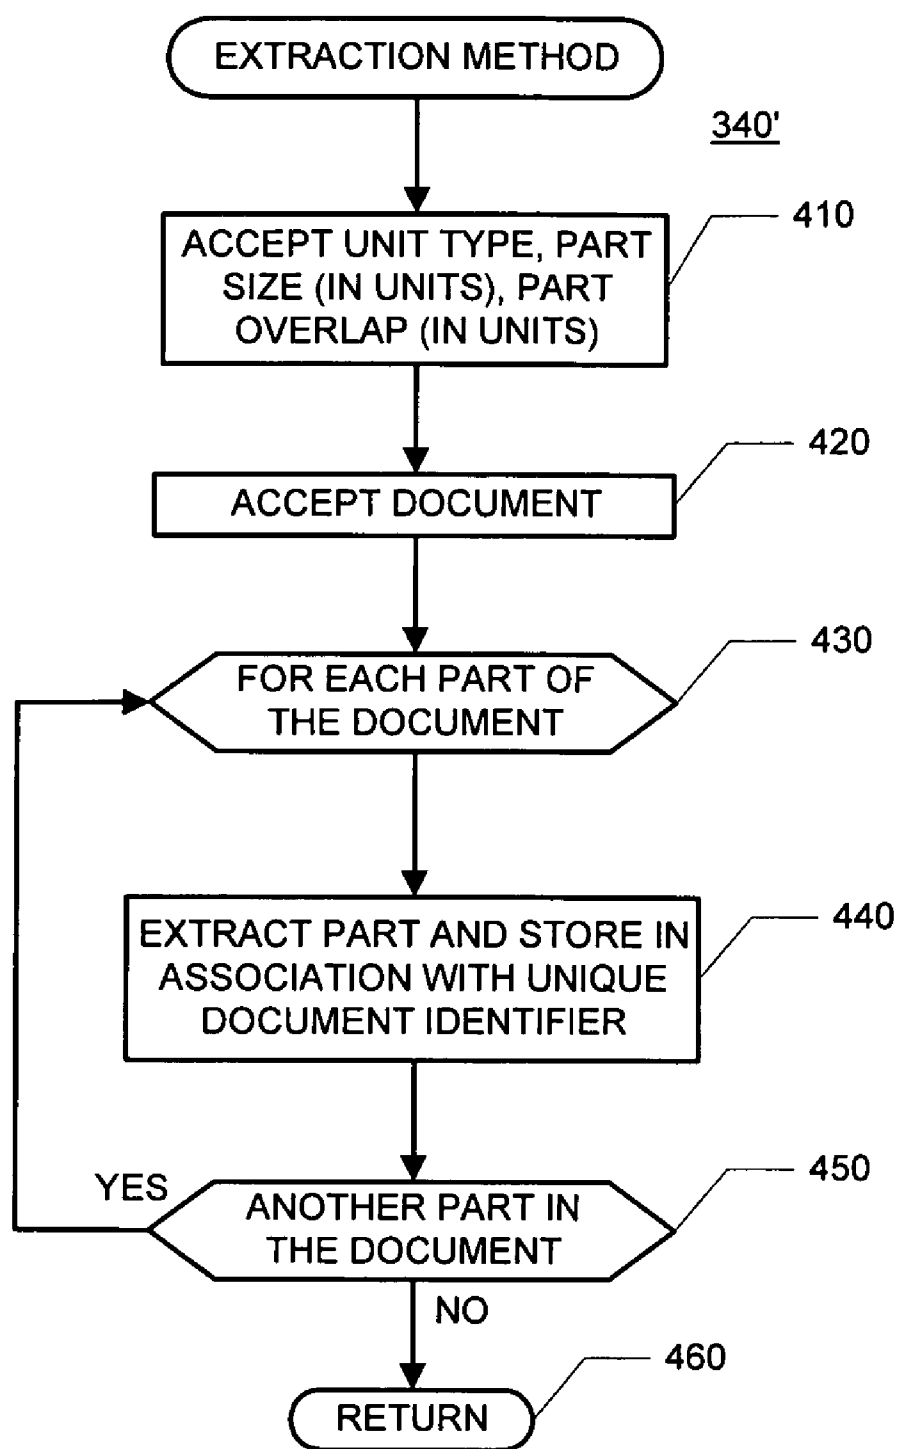 EXTRACTION METHOD
340'
410
ACCEPT UNIT TYPE, PART
SIZE (IN UNITS), PART
OVERLAP (IN UNITS)
420
ACCEPT DOCUMENT
430
FOR EACH PART OF
THE DOCUMENT
440
EXTRACT PART AND STORE IN
ASSOCIATION WITH UNIQUE
DOCUMENT IDENTIFIER
450
YES
ANOTHER PART IN
THE DOCUMENT
NO
460
RETURN